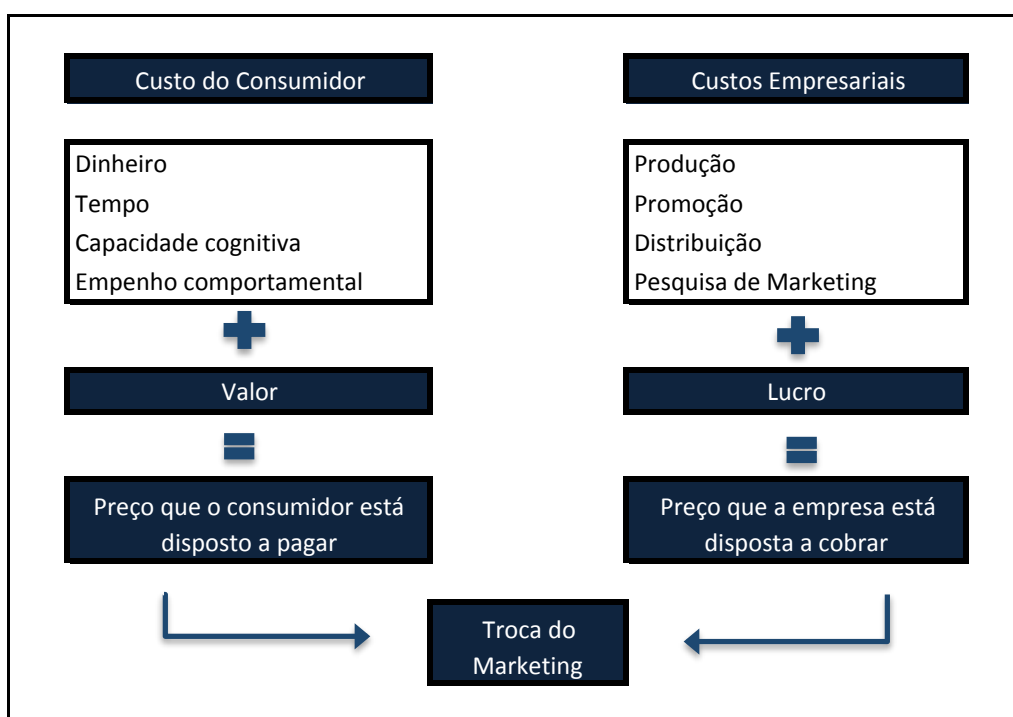 Custo do Consumidor
Dinheiro
Tempo
Capacidade cognitiva
Empenho comportamental
Valor
Preço que o consumidor está
disposto a pagar
Custos Empresariais
Produção
Promoção
Distribuição
Pesquisa de Marketing
Lucro
Preço que a empresa está
disposta a cobrar
Troca do
Marketing